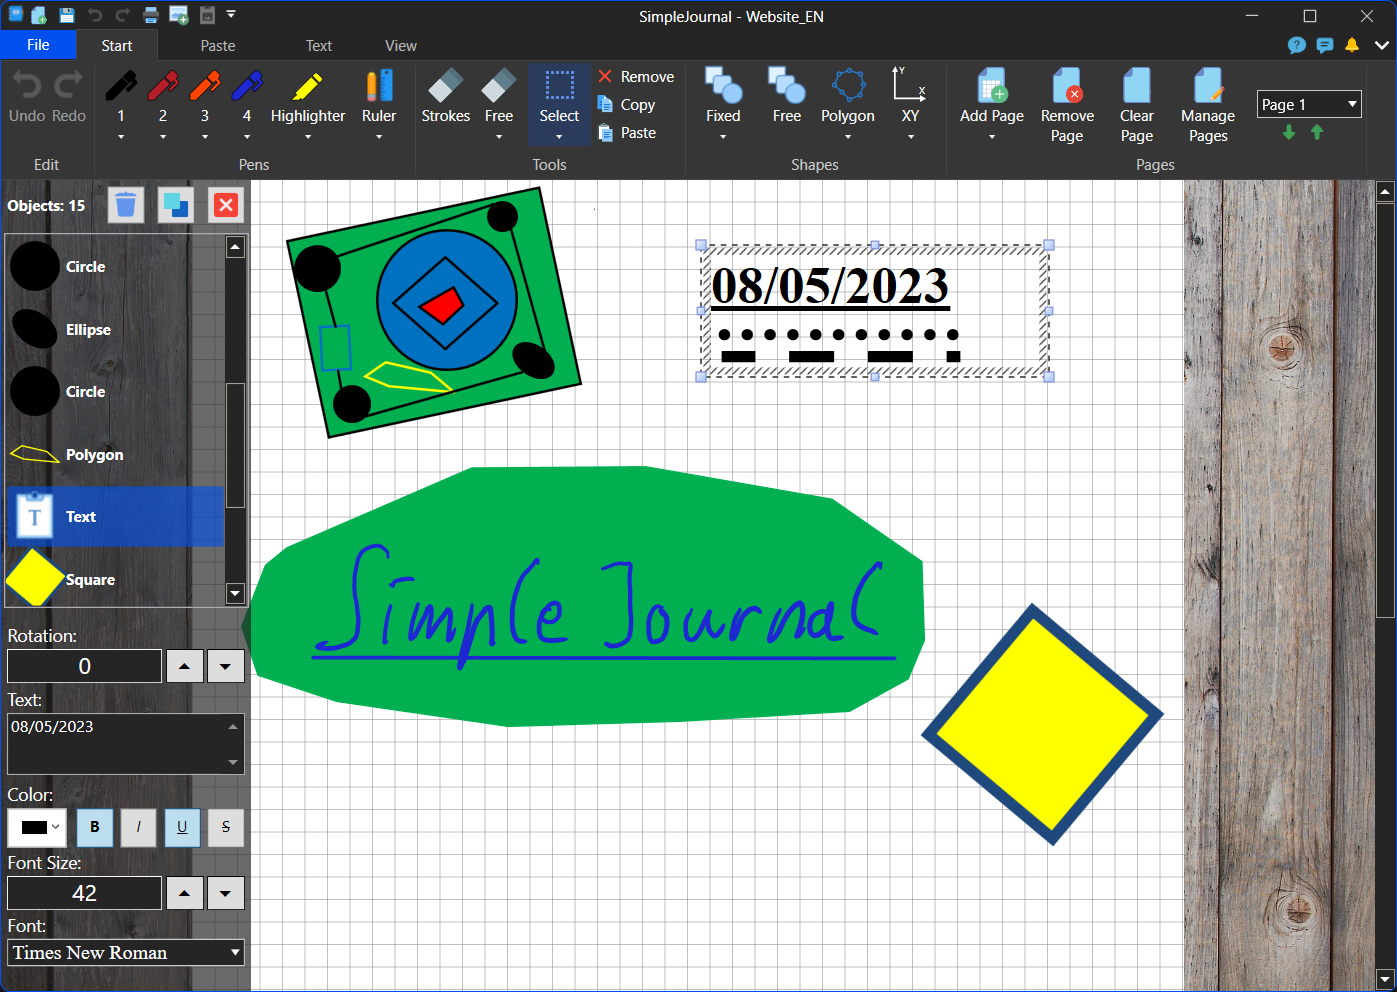 SimpleJournal - Website_EN
File Start Paste Text View
Undo Redo 1 2 3 4 Highlighter Ruler Strokes Free Select Remove Copy Paste Fixed Free Polygon XY Add Page Remove Page Clear Page Manage Pages Page 1
Y
X
Edit Pens Tools Shapes Pages
Objects: 15
Circle
Ellipse
Circle
Polygon
T Text
Square
Rotation:
0
Text:
08/05/2023
Color:
B I U S
Font Size:
42
Font:
Times New Roman
08/05/2023
Simple Journal